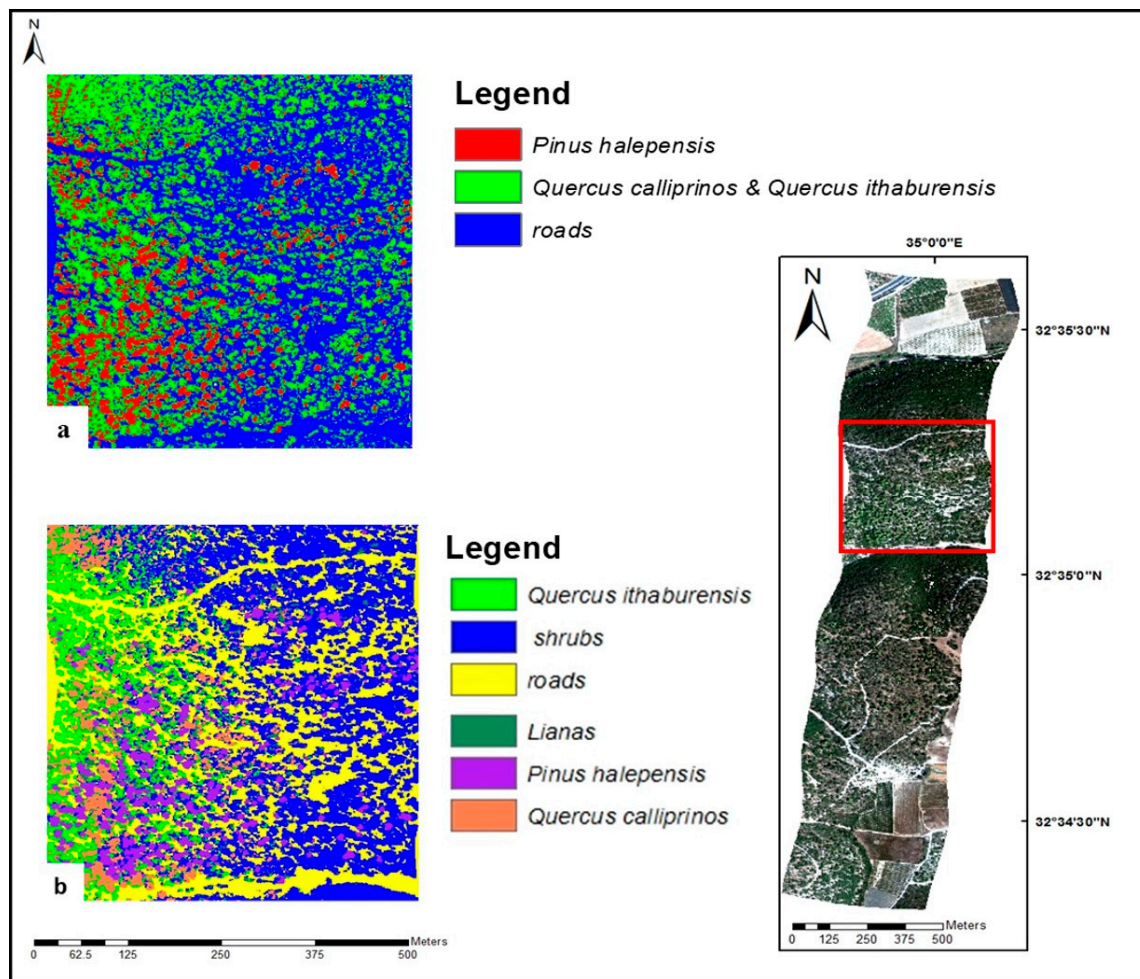 N
Legend
Pinus halepensis
Quercus calliprinos & Quercus ithaburensis
roads
a
Legend
Quercus ithaburensis
shrubs
roads
Lianas
Pinus halepensis
Quercus calliprinos
b
Meters
0 62.5 125 250 375 500
35°0'0"E
N
32°35'30"N
32°35'0"N
32°34'30"N
Meters
0 125 250 375 500